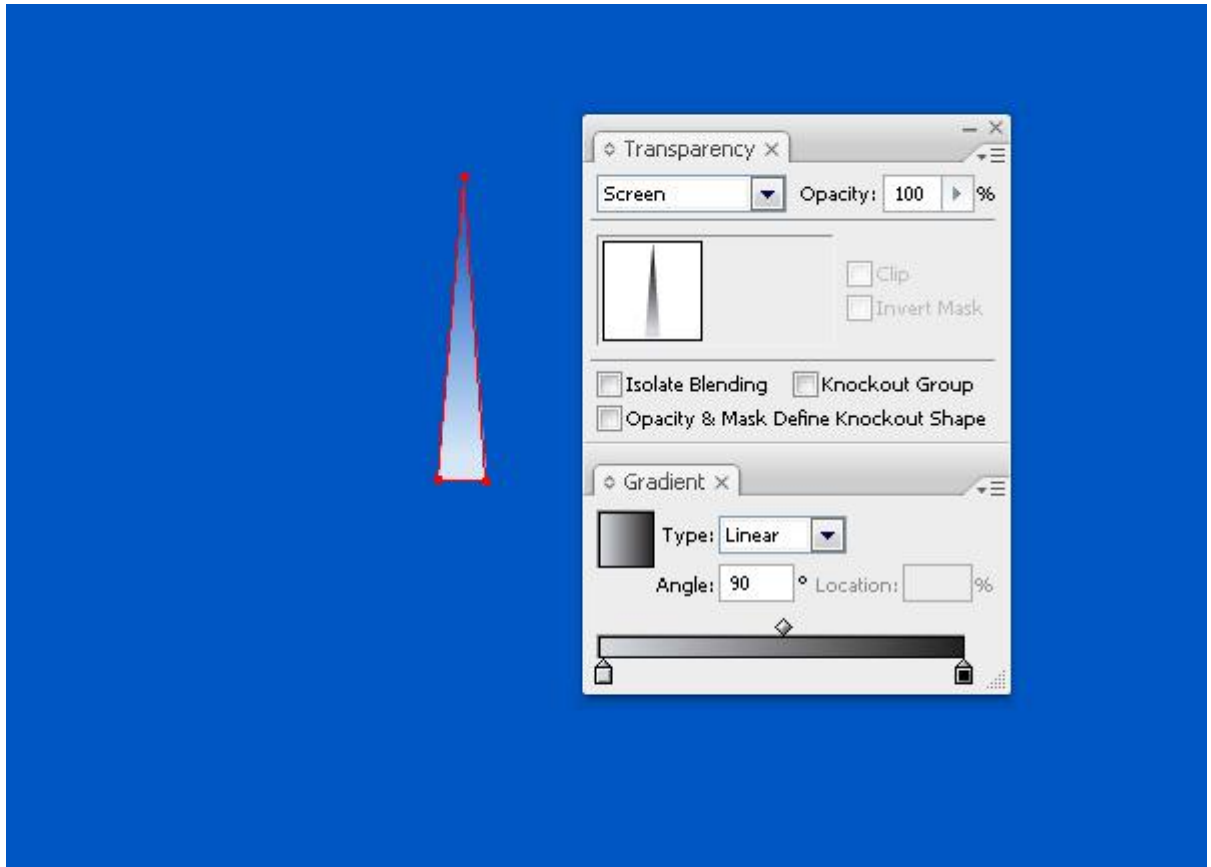 Transparency
Screen Opacity: 100 %
Clip
Invert Mask
Isolate Blending Knockout Group
Opacity & Mask Define Knockout Shape
Gradient
Type: Linear
Angle: 90 ° Location: %